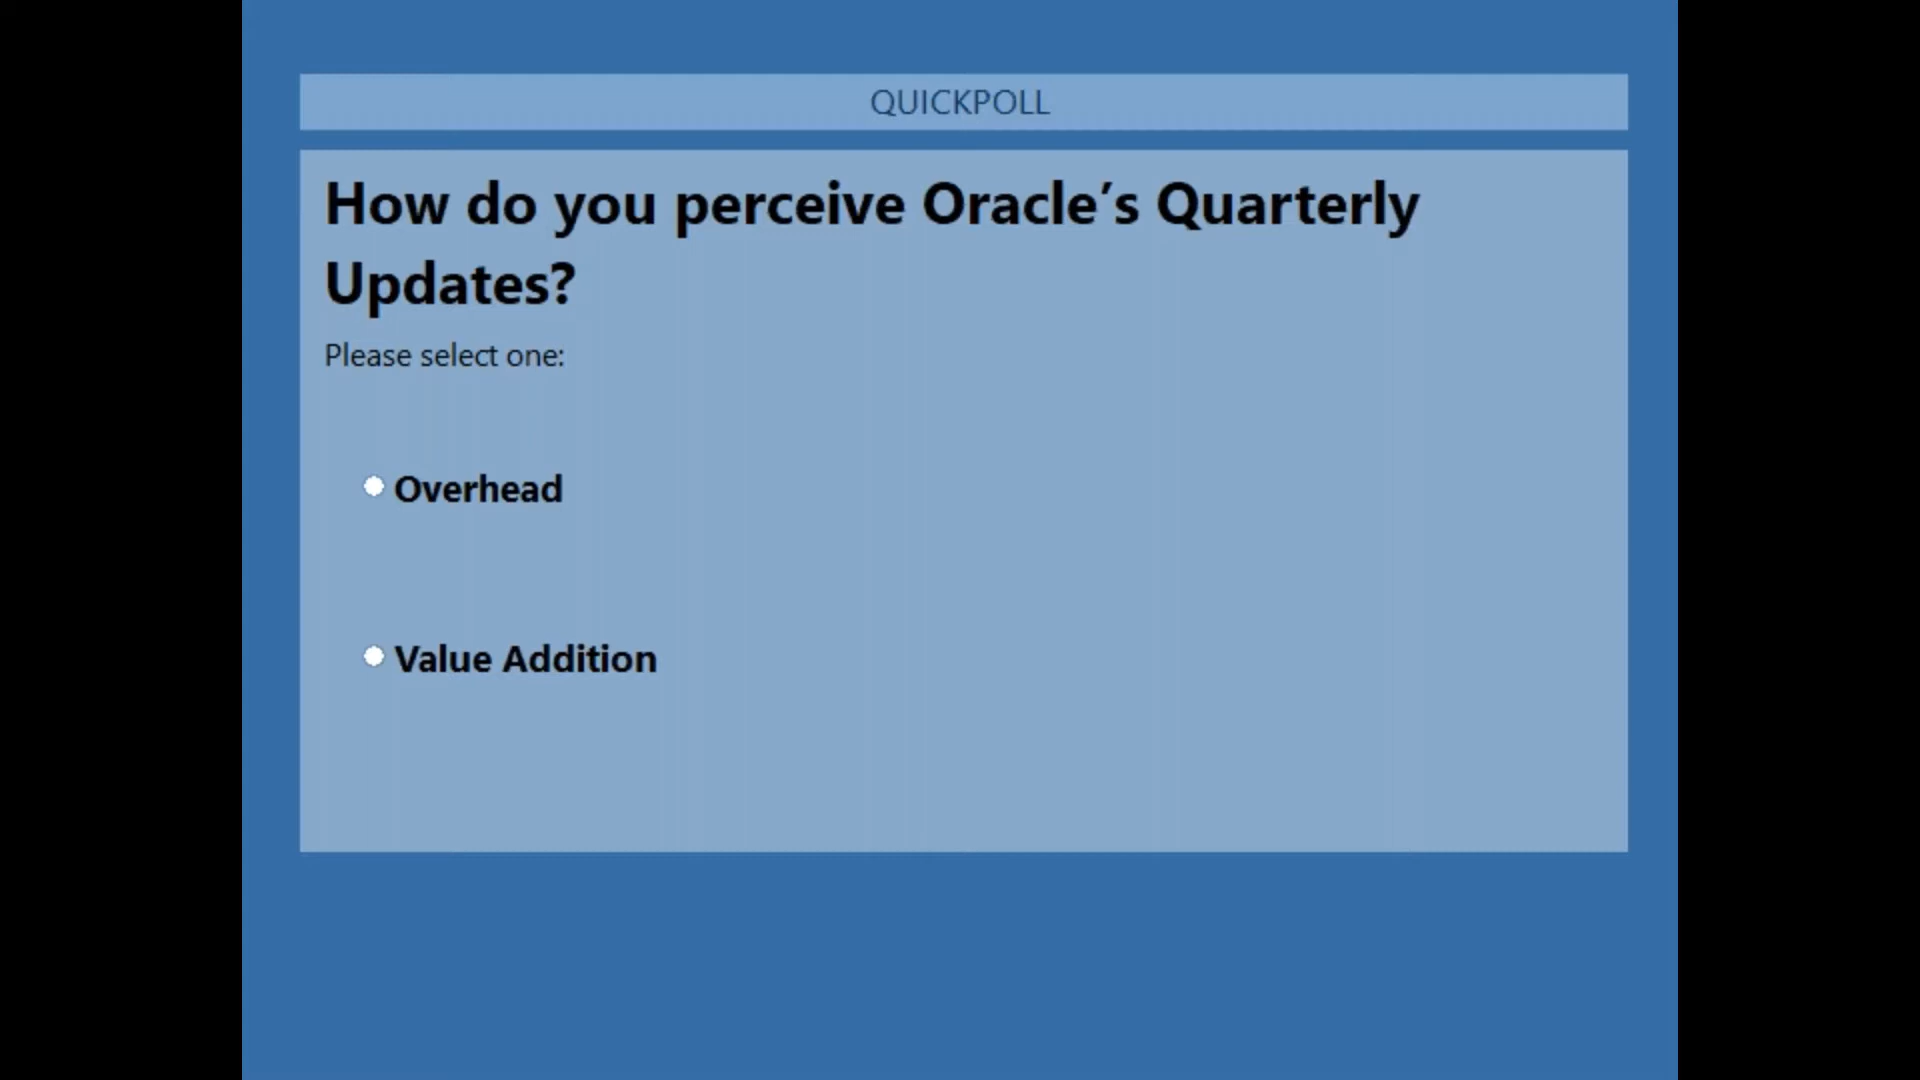 QUICKPOLL
How do you perceive Oracle’s Quarterly
Updates?
Please select one:
Overhead
Value Addition